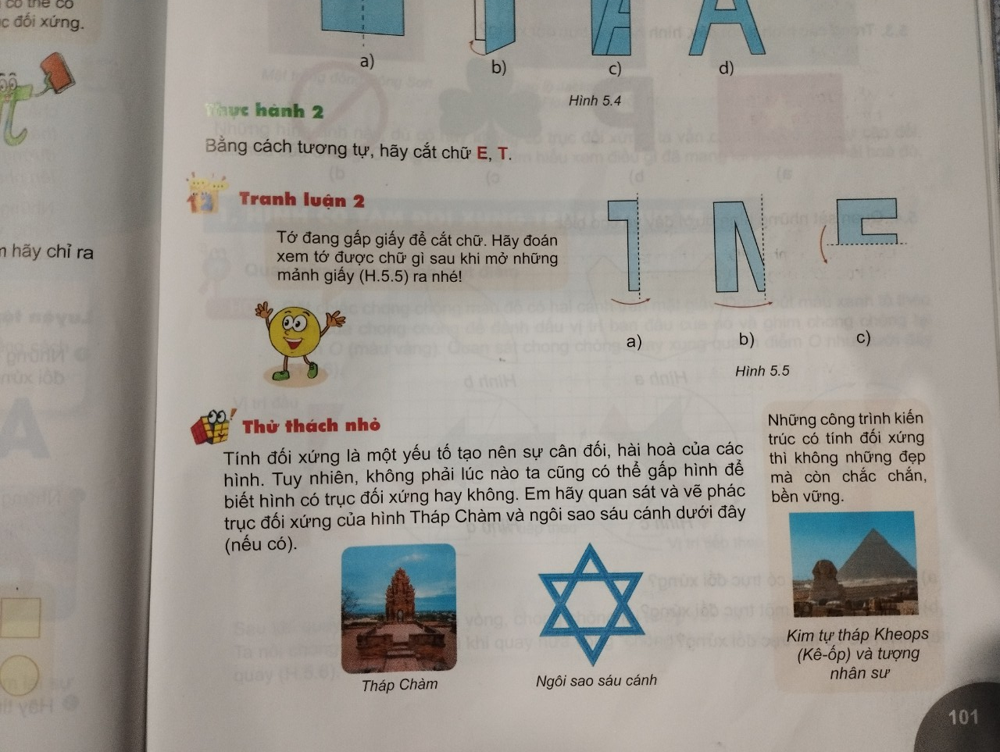 có thể có
c đối xứng.
a)
b)
c)
d)
Hình 5.4
Thực hành 2
Bằng cách tương tự, hãy cắt chữ E, T.
Tranh luận 2
Tớ đang gấp giấy để cắt chữ. Hãy đoán
xem tớ được chữ gì sau khi mở những
mảnh giấy (H.5.5) ra nhé!
hãy chỉ ra
a)
b)
c)
Hình 5.5
Thử thách nhỏ
Tính đối xứng là một yếu tố tạo nên sự cân đối, hài hoà của các
hình. Tuy nhiên, không phải lúc nào ta cũng có thể gấp hình để
biết hình có trục đối xứng hay không. Em hãy quan sát và vẽ phác
trục đối xứng của hình Tháp Chàm và ngôi sao sáu cánh dưới đây
(nếu có).
Những công trình kiến
trúc có tính đối xứng
thì không những đẹp
mà còn chắc chắn,
bền vững.
Tháp Chàm
Ngôi sao sáu cánh
Kim tự tháp Kheops
(Kê-ốp) và tượng
nhân sư
101